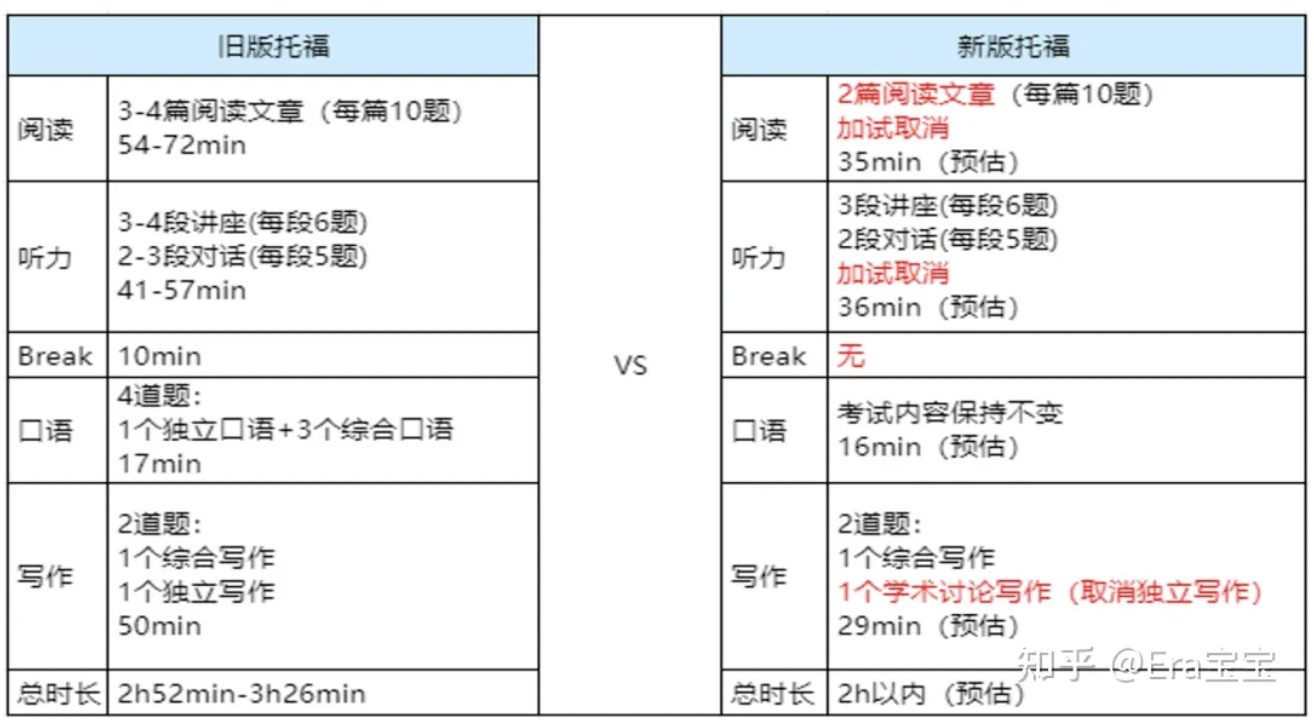 旧版托福
阅读
3-4篇阅读文章（每篇10题）
54-72min
听力
3-4段讲座(每段6题)
2-3段对话(每段5题)
41-57min
Break
10min
口语
4道题：
1个独立口语+3个综合口语
17min
写作
2道题：
1个综合写作
1个独立写作
50min
总时长
2h52min-3h26min
VS
新版托福
阅读
2篇阅读文章（每篇10题）
加试取消
35min（预估）
听力
3段讲座(每段6题)
2段对话(每段5题)
加试取消
36min（预估）
Break
无
口语
考试内容保持不变
16min（预估）
写作
2道题：
1个综合写作
1个学术讨论写作（取消独立写作）
29min（预估）
总时长
2h以内（预估）
知乎 @Era宝宝